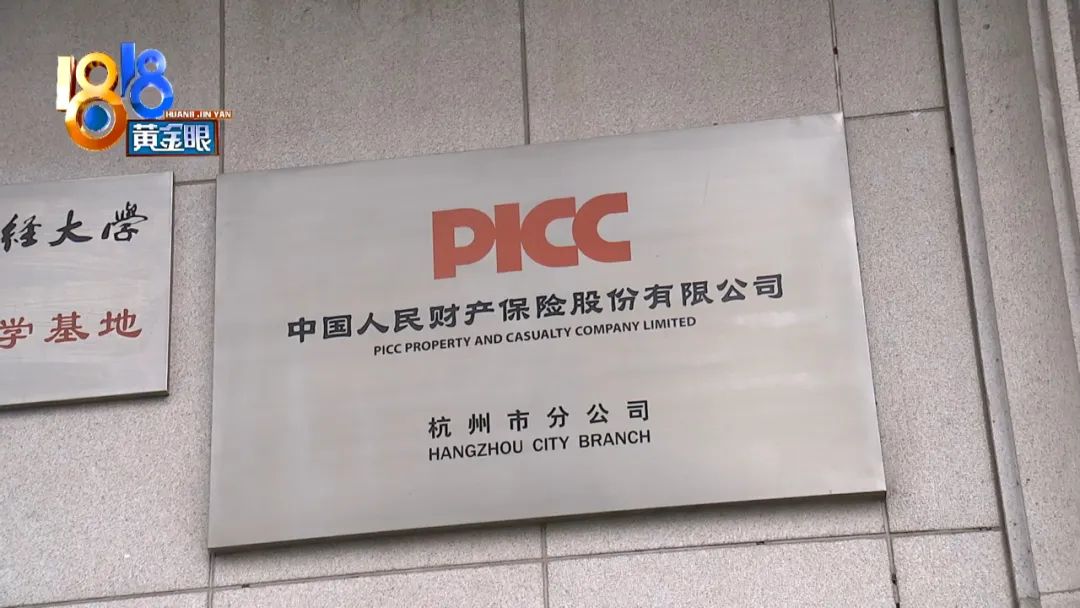 1818
HUANG JIN YAN
黄金眼
经大学
学基地
PICC
中国人民财产保险股份有限公司
PICC PROPERTY AND CASUALTY COMPANY LIMITED
杭州市分公司
HANGZHOU CITY BRANCH